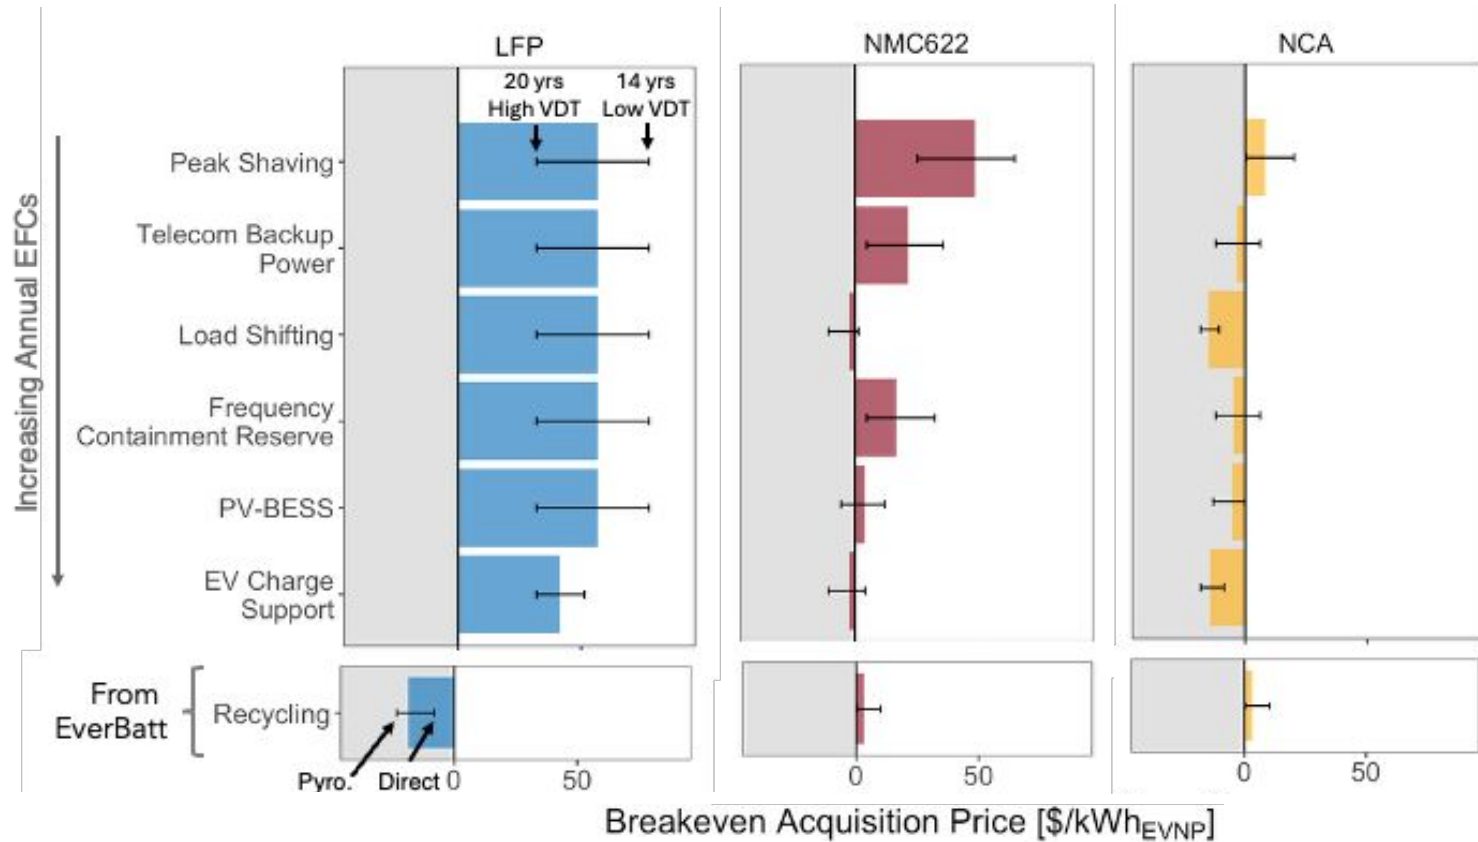 LFP
NMC622
NCA
20 yrs
High VDT
14 yrs
Low VDT
Increasing Annual EFCs
Peak Shaving
Telecom Backup
Power
Load Shifting
Frequency
Containment Reserve
PV-BESS
EV Charge
Support
From
EverBatt
Recycling
Pyro.
Direct
0
50
0
50
0
50
Breakeven Acquisition Price [$/kWhEVNP]